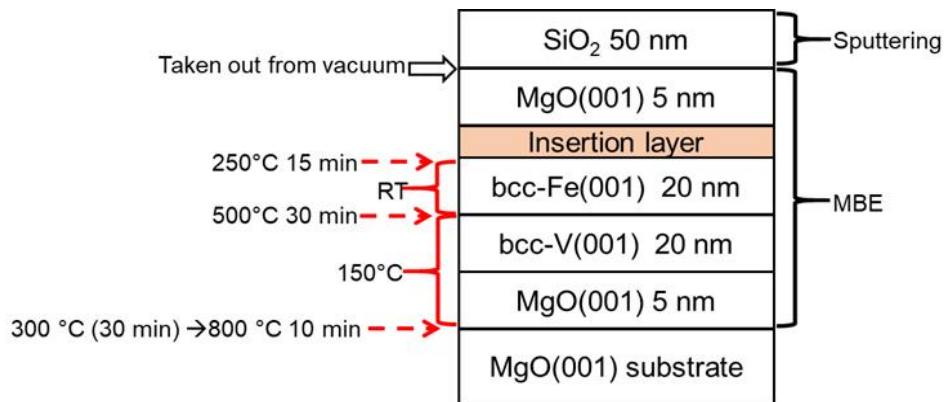 SiO₂ 50 nm
Sputtering
Taken out from vacuum
MgO(001) 5 nm
Insertion layer
250°C 15 min
RT
bcc-Fe(001) 20 nm
MBE
500°C 30 min
bcc-V(001) 20 nm
150°C
MgO(001) 5 nm
300 °C (30 min) →800 °C 10 min
MgO(001) substrate